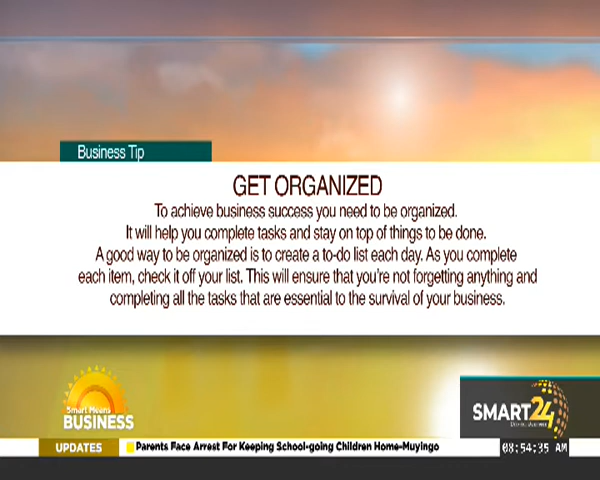 Business Tip
GET ORGANIZED
To achieve business success you need to be organized.
It will help you complete tasks and stay on top of things to be done.
A good way to be organized is to create a to-do list each day. As you complete
each item, check it off your list. This will ensure that you're not forgetting anything and
completing all the tasks that are essential to the survival of your business.
Smart Means
BUSINESS
SMART24
UPDATES
Parents Face Arrest For Keeping School-going Children Home-Muyingo
08:54:35 AM